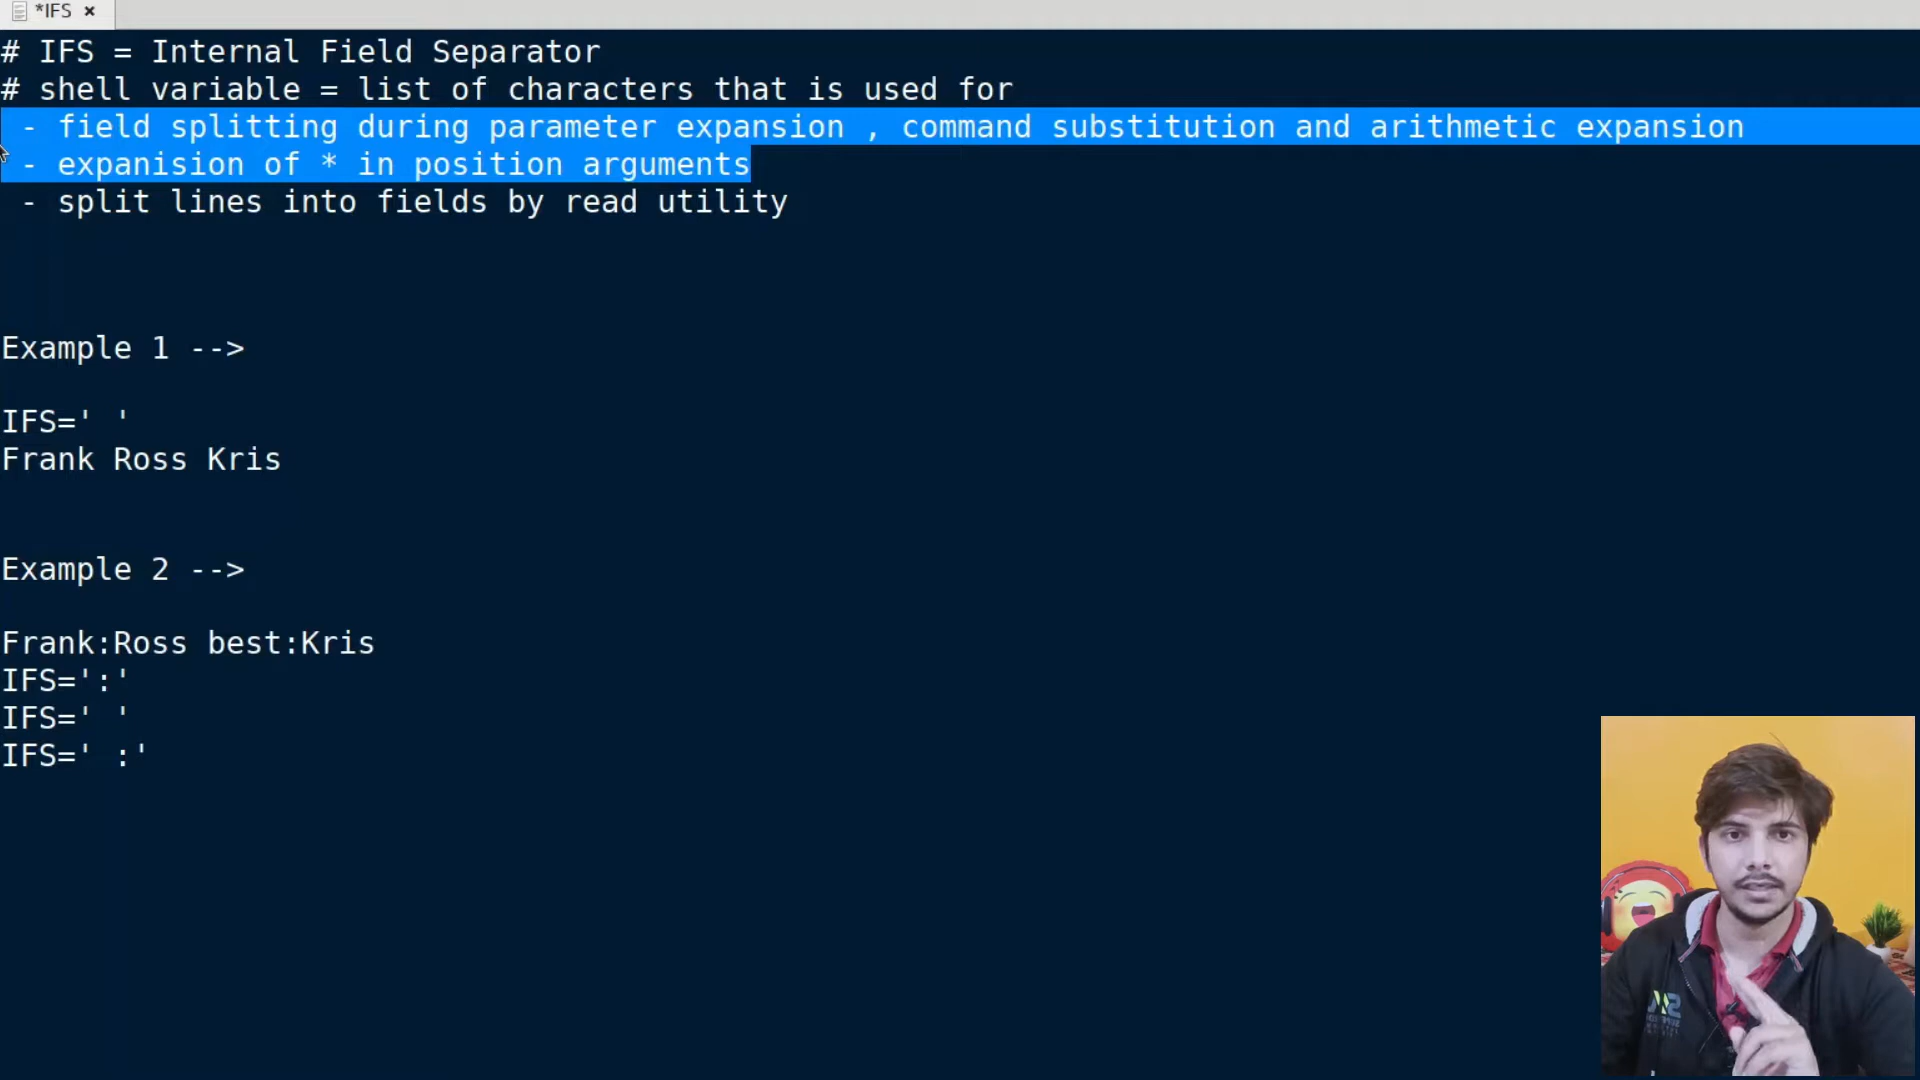 *IFS ×
# IFS = Internal Field Separator
# shell variable = list of characters that is used for
- field splitting during parameter expansion , command substitution and arithmetic expansion
- expanision of * in position arguments
- split lines into fields by read utility
Example 1 -->
IFS=' '
Frank Ross Kris
Example 2 -->
Frank:Ross best:Kris
IFS=':'
IFS=' '
IFS=' :'